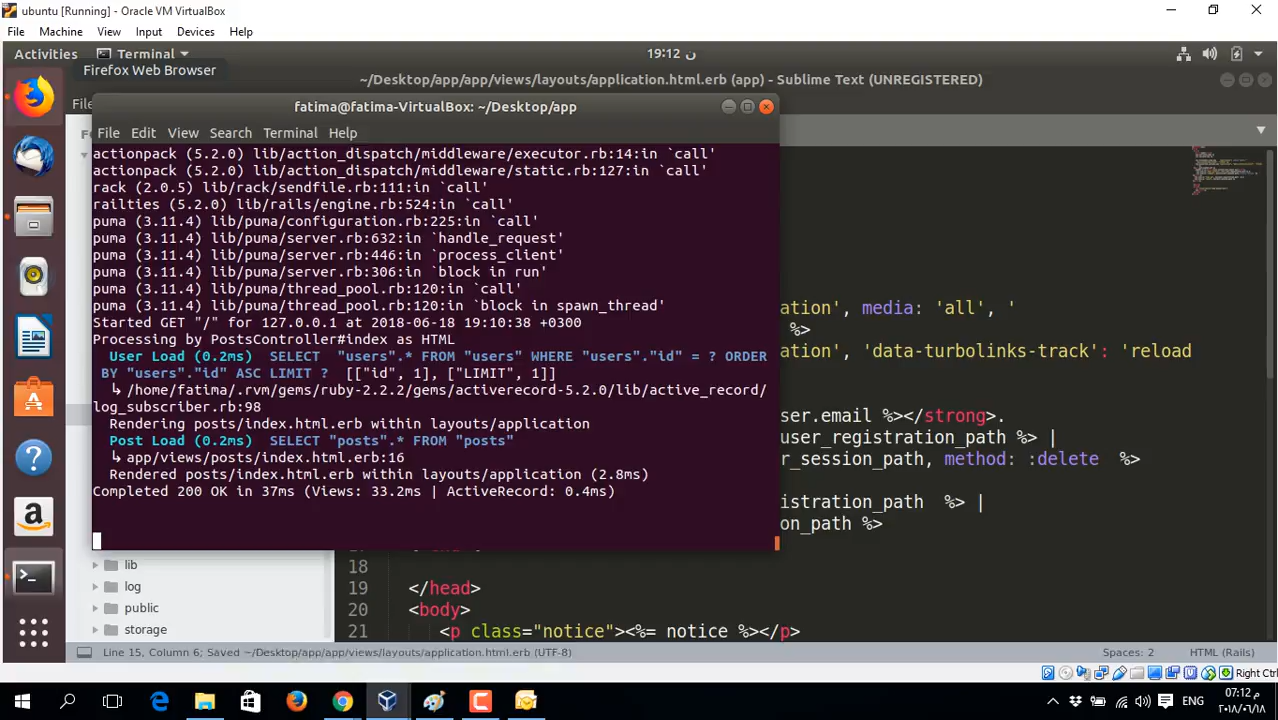 ubuntu [Running] - Oracle VM VirtualBox
File Machine View Input Devices Help
Activities Terminal 19:12 ن
Firefox Web Browser
~/Desktop/app/app/views/layouts/application.html.erb (app) - Sublime Text (UNREGISTERED)
fatima@fatima-VirtualBox: ~/Desktop/app
File Edit View Search Terminal Help
actionpack (5.2.0) lib/action_dispatch/middleware/executor.rb:14:in `call'
actionpack (5.2.0) lib/action_dispatch/middleware/static.rb:127:in `call'
rack (2.0.5) lib/rack/sendfile.rb:111:in `call'
railties (5.2.0) lib/rails/engine.rb:524:in `call'
puma (3.11.4) lib/puma/configuration.rb:225:in `call'
puma (3.11.4) lib/puma/server.rb:632:in `handle_request'
puma (3.11.4) lib/puma/server.rb:446:in `process_client'
puma (3.11.4) lib/puma/server.rb:306:in `block in run'
puma (3.11.4) lib/puma/thread_pool.rb:120:in `call'
puma (3.11.4) lib/puma/thread_pool.rb:120:in `block in spawn_thread'
Started GET "/" for 127.0.0.1 at 2018-06-18 19:10:38 +0300
Processing by PostsController#index as HTML
User Load (0.2ms) SELECT "users".* FROM "users" WHERE "users"."id" = ? ORDER
BY "users"."id" ASC LIMIT ? [["id", 1], ["LIMIT", 1]]
↳ /home/fatima/.rvm/gems/ruby-2.2.2/gems/activerecord-5.2.0/lib/active_record/
log_subscriber.rb:98
Rendering posts/index.html.erb within layouts/application
Post Load (0.2ms) SELECT "posts".* FROM "posts"
↳ app/views/posts/index.html.erb:16
Rendered posts/index.html.erb within layouts/application (2.8ms)
Completed 200 OK in 37ms (Views: 33.2ms | ActiveRecord: 0.4ms)
ation', media: 'all', '
%>
ation', 'data-turbolinks-track': 'reload
ser.email %></strong>.
user_registration_path %> |
r_session_path, method: :delete %>
istration_path %> |
on_path %>
18
19 </head>
20 <body>
21 <p class="notice"><%= notice %></p>
lib
log
public
storage
Line 15, Column 6; Saved ~/Desktop/app/app/views/layouts/application.html.erb (UTF-8) Spaces: 2 HTML (Rails)
Right Ctrl
ENG
07:12 م
٢٠١٨/٠٦/١٨